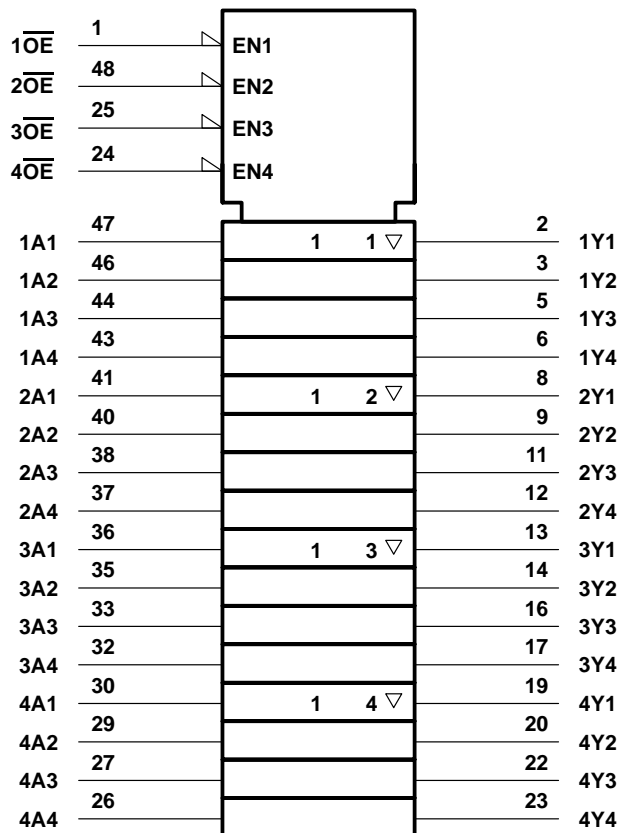 1O̅E̅ 1 EN1
2O̅E̅ 48 EN2
3O̅E̅ 25 EN3
4O̅E̅ 24 EN4
1A1 47 1 1 ▽ 2 1Y1
1A2 46 3 1Y2
1A3 44 5 1Y3
1A4 43 6 1Y4
2A1 41 1 2 ▽ 8 2Y1
2A2 40 9 2Y2
2A3 38 11 2Y3
2A4 37 12 2Y4
3A1 36 1 3 ▽ 13 3Y1
3A2 35 14 3Y2
3A3 33 16 3Y3
3A4 32 17 3Y4
4A1 30 1 4 ▽ 19 4Y1
4A2 29 20 4Y2
4A3 27 22 4Y3
4A4 26 23 4Y4